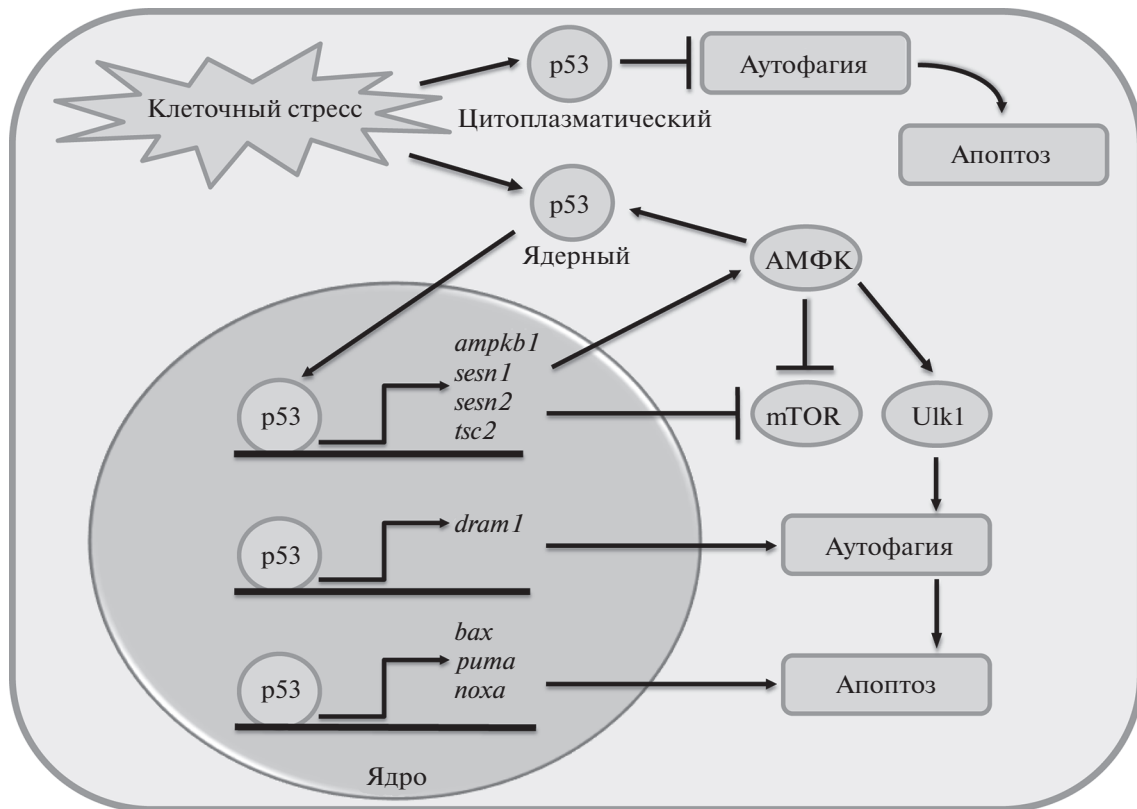 p53
Аутофагия
Клеточный стресс
Цитоплазматический
Апоптоз
p53
Ядерный
АМФК
ampkb1
sesn1
sesn2
tsc2
p53
mTOR
Ulk1
dram1
p53
Аутофагия
bax
puma
noxa
p53
Апоптоз
Ядро